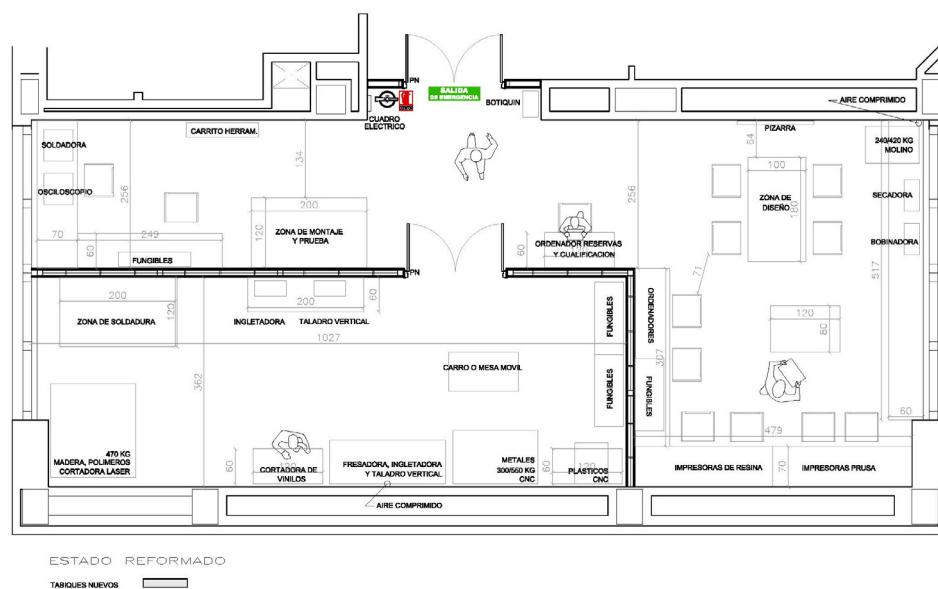 PN
SALIDA
DE EMERGENCIA
BOTIQUIN
CUADRO
ELECTRICO
CARRITO HERRAM.
PIZARRA
AIRE COMPRIMIDO
240/420 KG
MOLINO
SOLDADORA
OSCILOSCOPIO
134
256
256
64
100
180
ZONA DE
DISEÑO
SECADORA
BOBINADORA
517
70
249
60
FUNGIBLES
200
120
ZONA DE MONTAJE
Y PRUEBA
60
ORDENADOR RESERVAS
Y CUALIFICACION
71
PN
200
120
ZONA DE SOLDADURA
200
60
INGLETADORA
TALADRO VERTICAL
1027
362
FUNGIBLES
FUNGIBLES
ORDENADORES
307
FUNGIBLES
120
80
CARRO O MESA MOVIL
60
479
470 KG
MADERA, POLIMEROS
CORTADORA LASER
60
120
CORTADORA DE
VINILOS
FRESADORA, INGLETADORA
Y TALADRO VERTICAL
METALES
300/550 KG
CNC
60
120
PLASTICOS
CNC
IMPRESORAS DE RESINA
70
IMPRESORAS PRUSA
AIRE COMPRIMIDO
ESTADO REFORMADO
TABIQUES NUEVOS